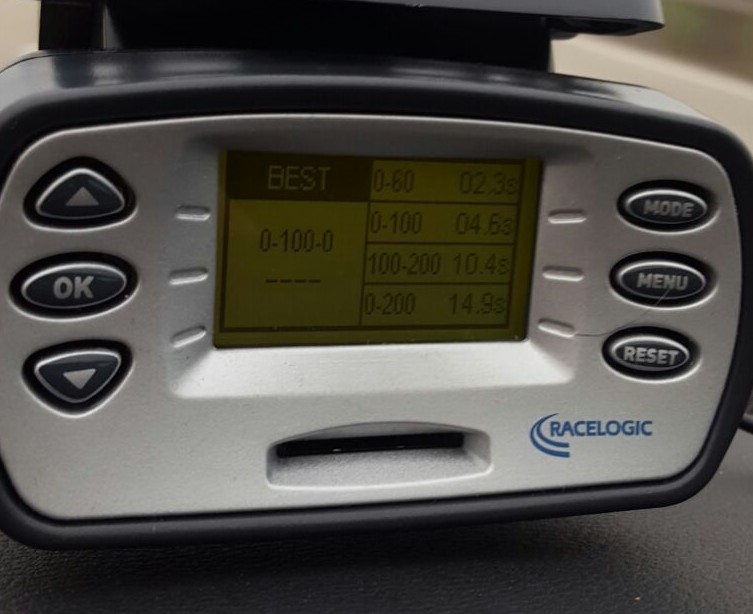 BEST
0-60 02.3s
0-100 04.6s
0-100-0
100-200 10.4s
----
0-200 14.9s
OK
MODE
MENU
RESET
RACELOGIC